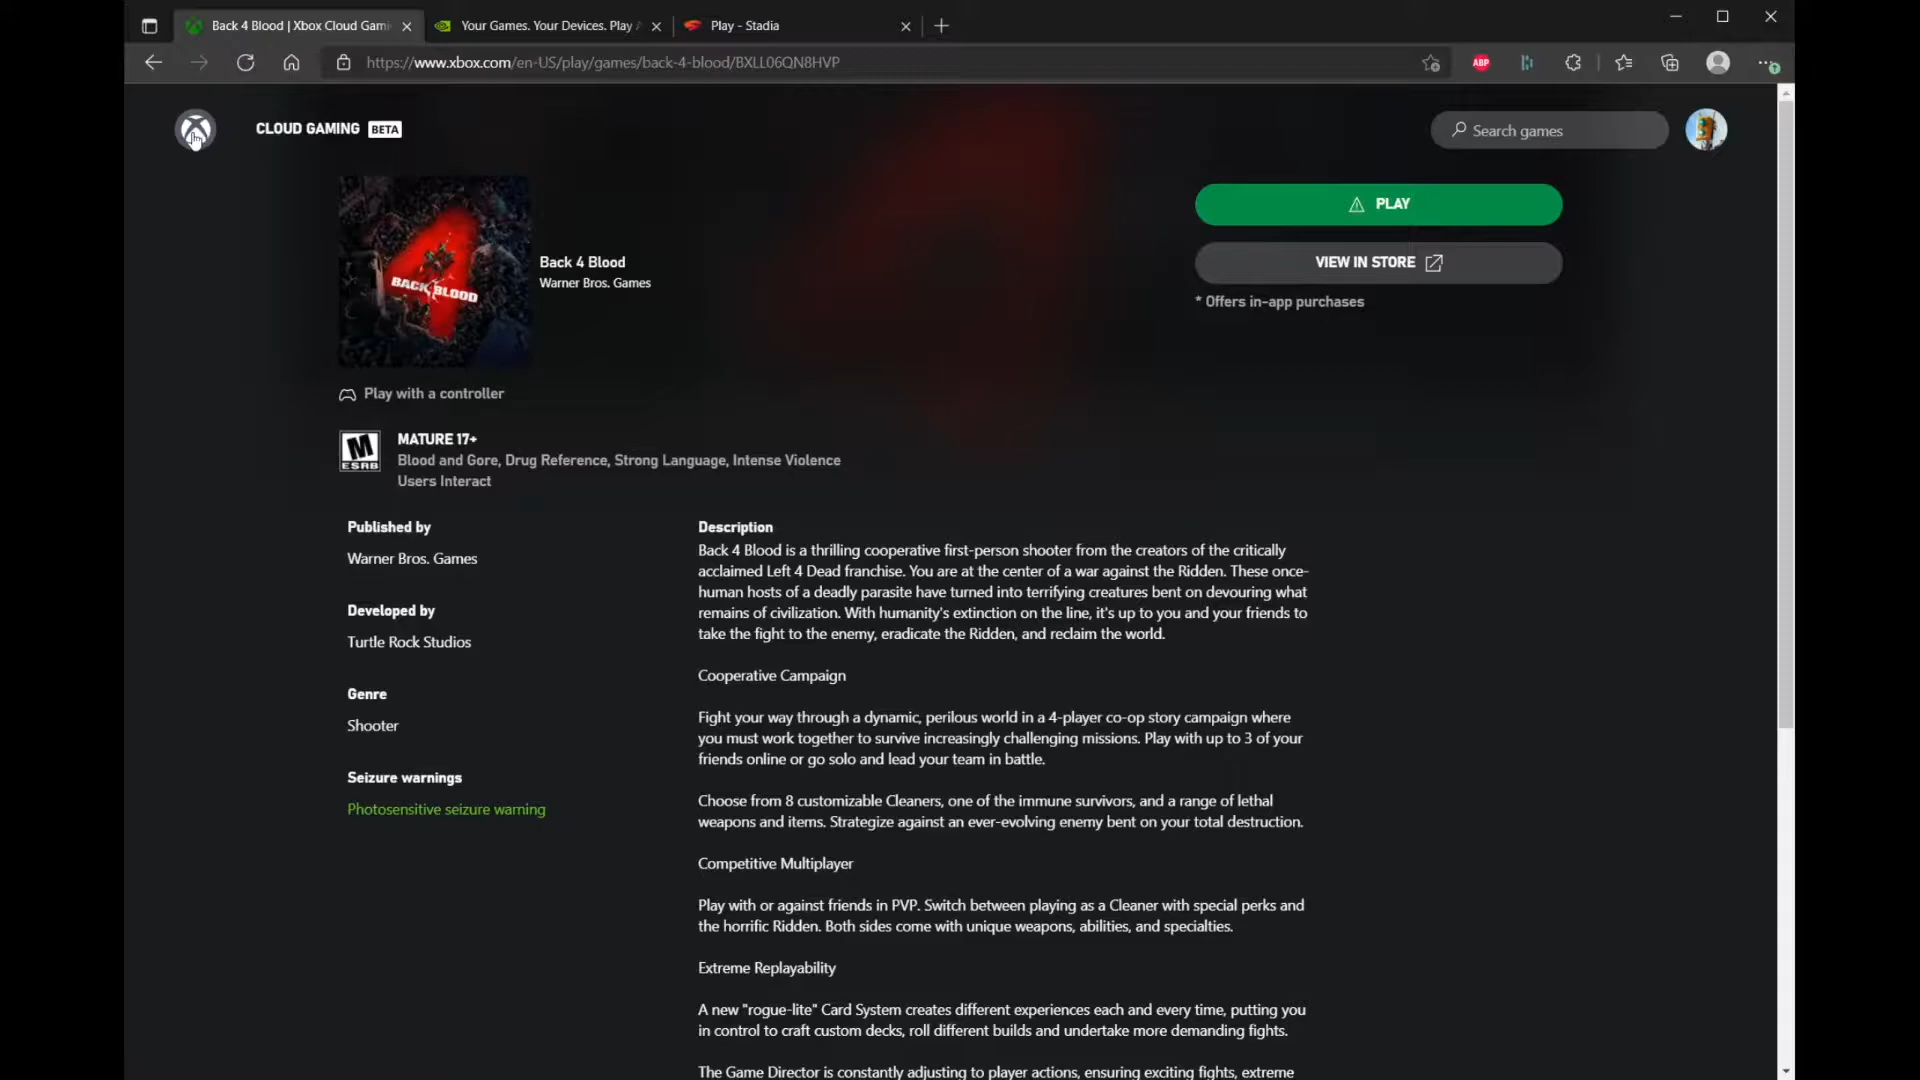 Back 4 Blood | Xbox Cloud Gami
Your Games. Your Devices. Play A
Play - Stadia
https://www.xbox.com/en-US/play/games/back-4-blood/BXLL06QN8HVP
ABP
CLOUD GAMING BETA
Search games
PLAY
BACK 4 BLOOD
Back 4 Blood
Warner Bros. Games
VIEW IN STORE
* Offers in-app purchases
Play with a controller
M
ESRB
MATURE 17+
Blood and Gore, Drug Reference, Strong Language, Intense Violence
Users Interact
Published by
Warner Bros. Games
Developed by
Turtle Rock Studios
Genre
Shooter
Seizure warnings
Photosensitive seizure warning
Description
Back 4 Blood is a thrilling cooperative first-person shooter from the creators of the critically
acclaimed Left 4 Dead franchise. You are at the center of a war against the Ridden. These once-
human hosts of a deadly parasite have turned into terrifying creatures bent on devouring what
remains of civilization. With humanity's extinction on the line, it's up to you and your friends to
take the fight to the enemy, eradicate the Ridden, and reclaim the world.
Cooperative Campaign
Fight your way through a dynamic, perilous world in a 4-player co-op story campaign where
you must work together to survive increasingly challenging missions. Play with up to 3 of your
friends online or go solo and lead your team in battle.
Choose from 8 customizable Cleaners, one of the immune survivors, and a range of lethal
weapons and items. Strategize against an ever-evolving enemy bent on your total destruction.
Competitive Multiplayer
Play with or against friends in PVP. Switch between playing as a Cleaner with special perks and
the horrific Ridden. Both sides come with unique weapons, abilities, and specialties.
Extreme Replayability
A new "rogue-lite" Card System creates different experiences each and every time, putting you
in control to craft custom decks, roll different builds and undertake more demanding fights.
The Game Director is constantly adjusting to player actions, ensuring exciting fights, extreme